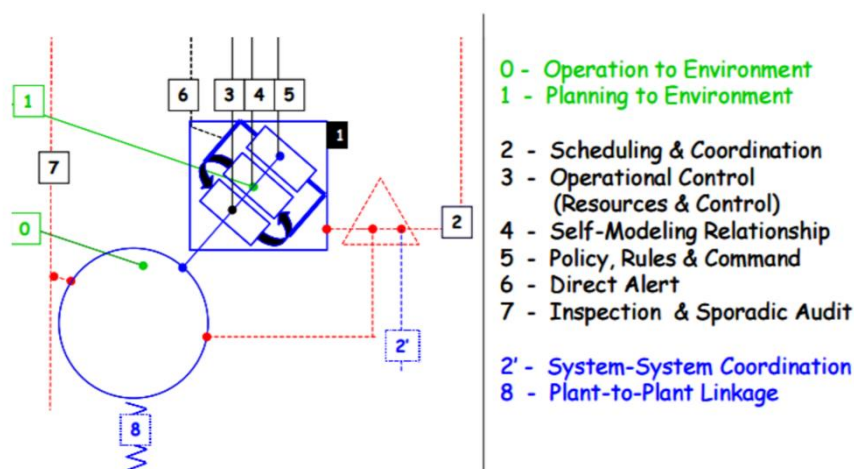 6
3
4
5
1
1
7
2
0
2'
8
0 - Operation to Environment
1 - Planning to Environment
2 - Scheduling & Coordination
3 - Operational Control
(Resources & Control)
4 - Self-Modeling Relationship
5 - Policy, Rules & Command
6 - Direct Alert
7 - Inspection & Sporadic Audit
2' - System-System Coordination
8 - Plant-to-Plant Linkage